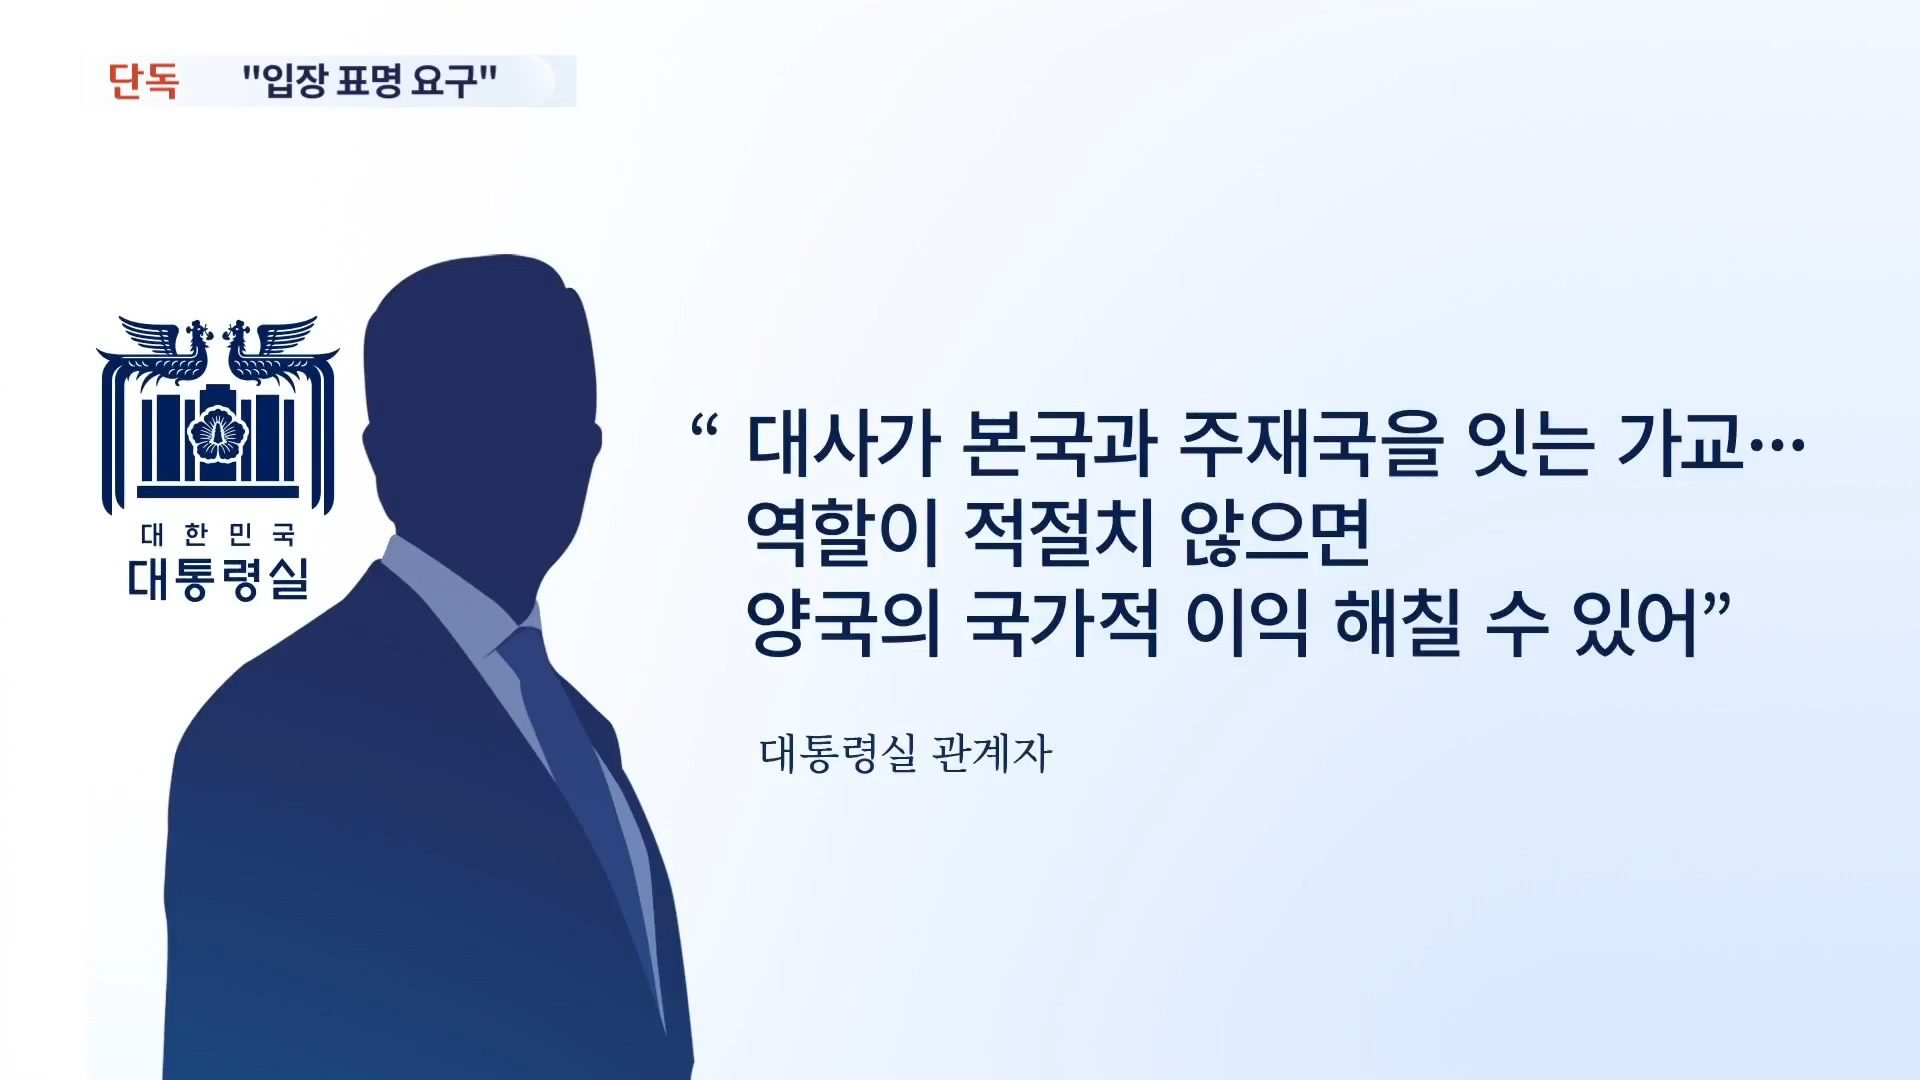 단독 "입장 표명 요구"
대한민국
대통령실
“ 대사가 본국과 주재국을 잇는 가교…
역할이 적절치 않으면
양국의 국가적 이익 해칠 수 있어”
대통령실 관계자